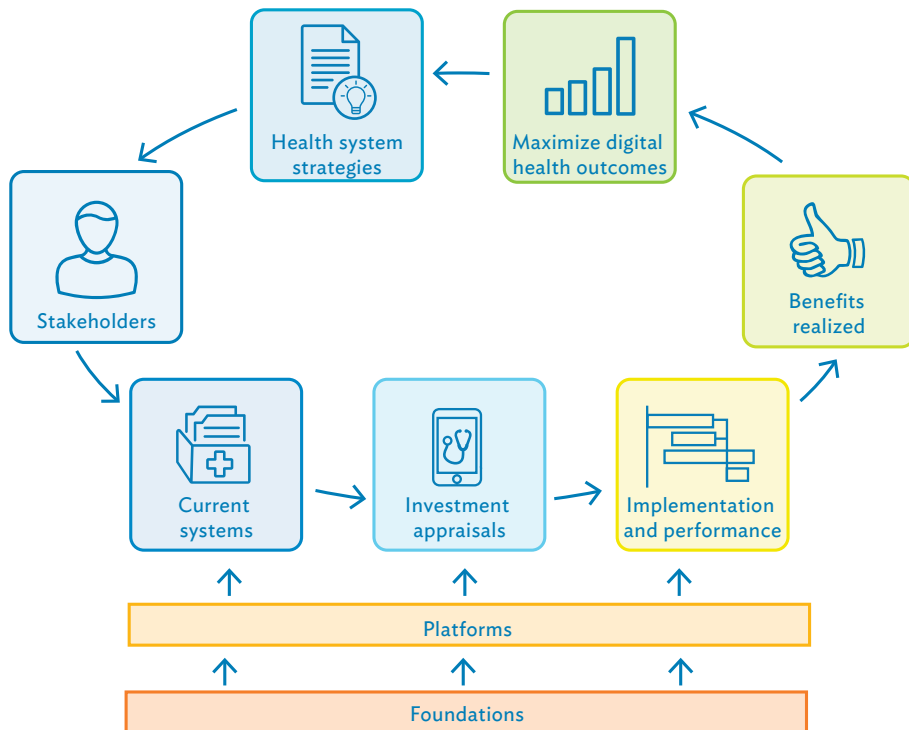 Health system
strategies
Maximize digital
health outcomes
Stakeholders
Benefits
realized
Current
systems
Investment
appraisals
Implementation
and performance
Platforms
Foundations